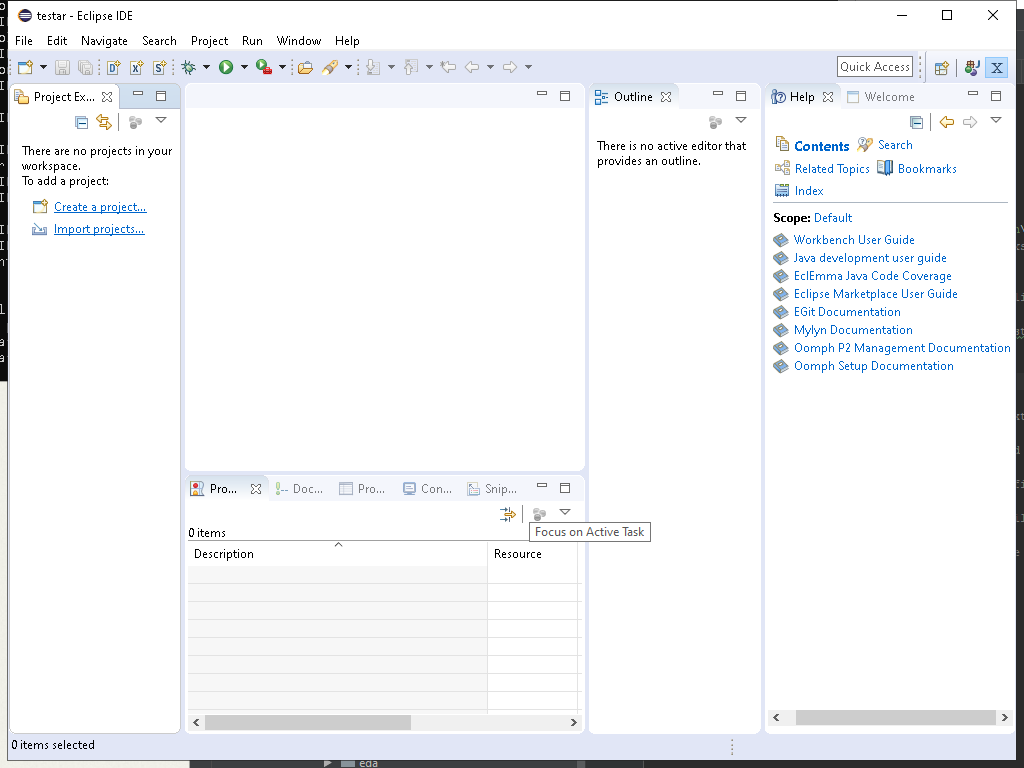 testar - Eclipse IDE
File Edit Navigate Search Project Run Window Help
Quick Access
Project Ex...
There are no projects in your
workspace.
To add a project:
Create a project...
Import projects...
Outline
There is no active editor that
provides an outline.
Help
Welcome
Contents Search
Related Topics Bookmarks
Index
Scope: Default
Workbench User Guide
Java development user guide
EclEmma Java Code Coverage
Eclipse Marketplace User Guide
EGit Documentation
Mylyn Documentation
Oomph P2 Management Documentation
Oomph Setup Documentation
Pro... Doc... Pro... Con... Snip...
0 items
Focus on Active Task
Description Resource
0 items selected
eda